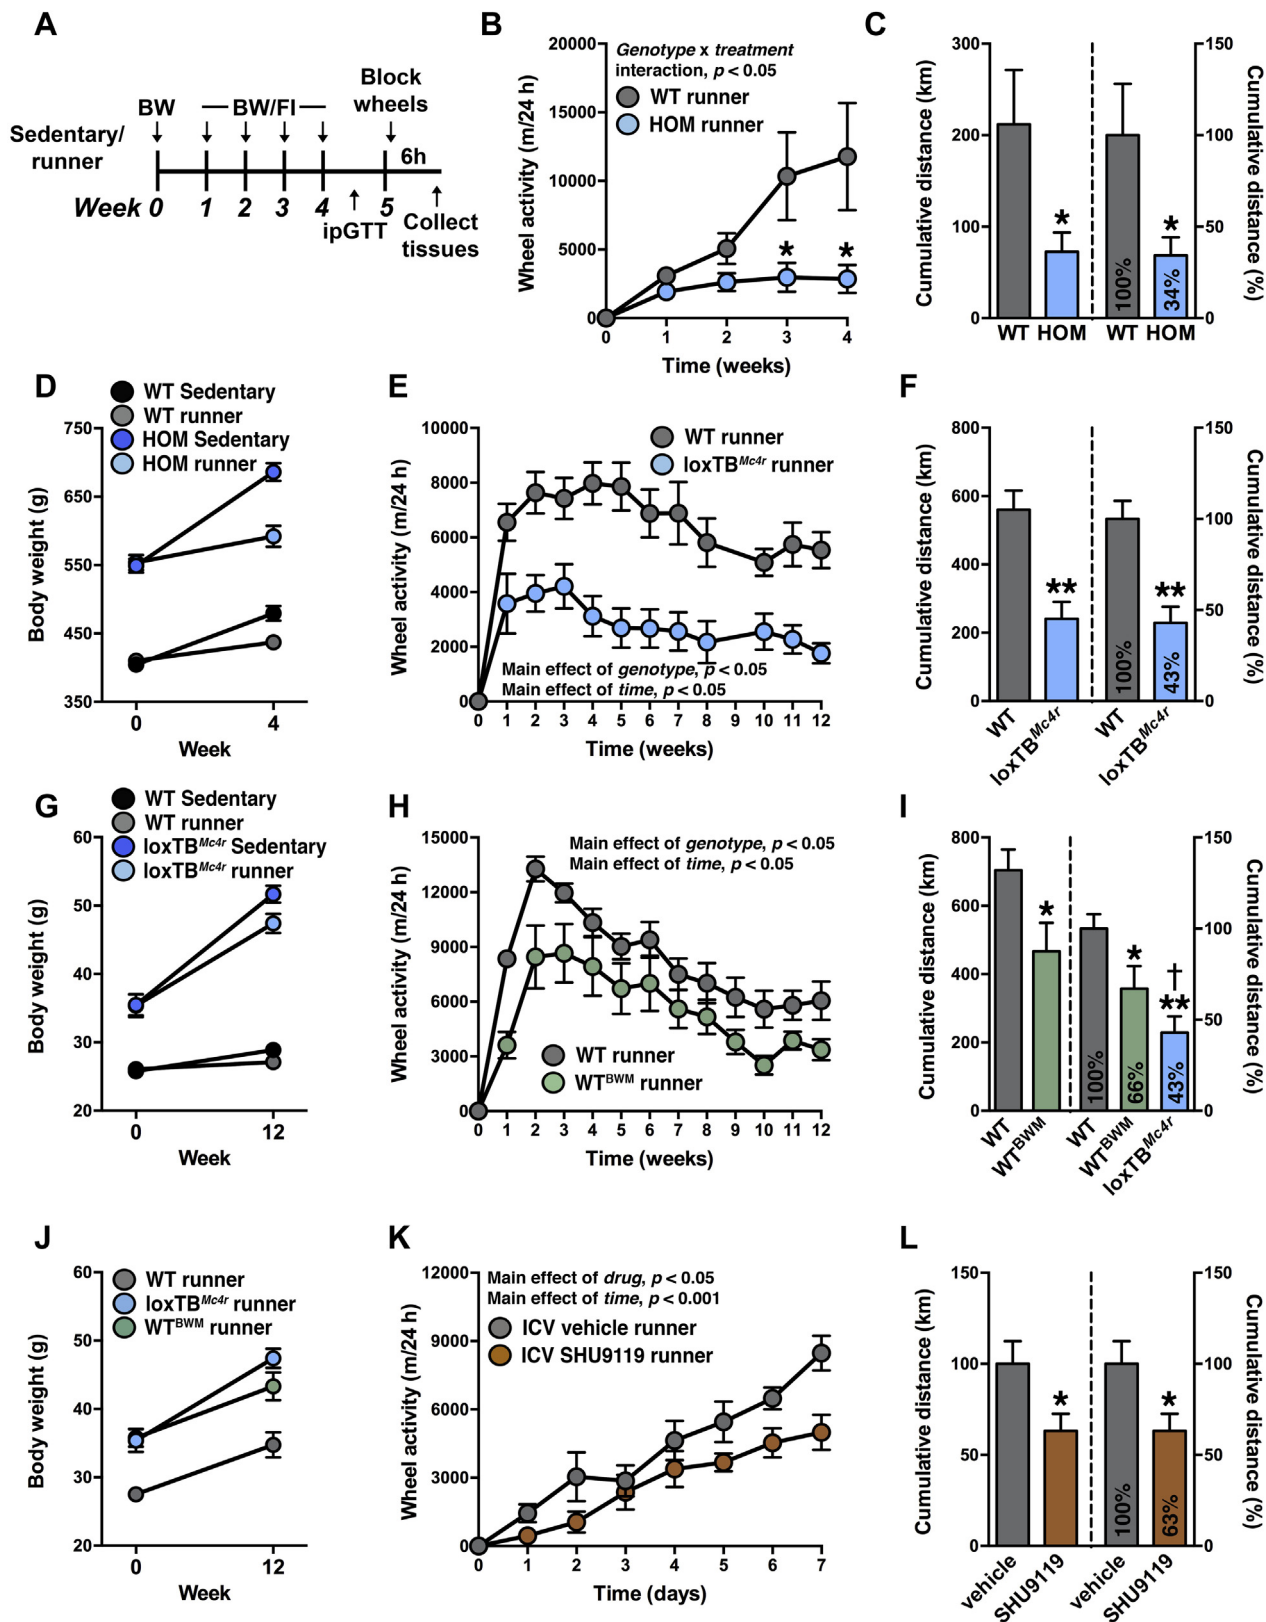 A
Block
wheels
BW
BW/FI
Sedentary/
runner
6h
Week 0 1 2 3 4 5
ipGTT
Collect
tissues
B
Genotype x treatment
interaction, p < 0.05
WT runner
HOM runner
Wheel activity (m/24 h)
20000
15000
10000
5000
0
* *
0 1 2 3 4
Time (weeks)
C
Cumulative distance (km)
300
200
100
0
* *
100% 34%
WT HOM WT HOM
150
100
50
0
Cumulative distance (%)
D
WT Sedentary
WT runner
HOM Sedentary
HOM runner
Body weight (g)
750
650
550
450
350
0 4
Week
E
WT runner
loxTBMc4r runner
Wheel activity (m/24 h)
10000
8000
6000
4000
2000
0
Main effect of genotype, p < 0.05
Main effect of time, p < 0.05
0 1 2 3 4 5 6 7 8 9 10 11 12
Time (weeks)
F
Cumulative distance (km)
800
600
400
200
0
** **
100% 43%
WT loxTBMc4r WT loxTBMc4r
150
100
50
0
Cumulative distance (%)
G
WT Sedentary
WT runner
loxTBMc4r Sedentary
loxTBMc4r runner
Body weight (g)
60
50
40
30
20
0 12
Week
H
Main effect of genotype, p < 0.05
Main effect of time, p < 0.05
Wheel activity (m/24 h)
15000
12000
9000
6000
3000
0
WT runner
WTBWM runner
0 1 2 3 4 5 6 7 8 9 10 11 12
Time (weeks)
I
Cumulative distance (km)
800
600
400
200
0
* *
†
**
100% 66% 43%
WT WTBWM WT WTBWM loxTBMc4r
150
100
50
0
Cumulative distance (%)
J
WT runner
loxTBMc4r runner
WTBWM runner
Body weight (g)
60
50
40
30
20
0 12
Week
K
Main effect of drug, p < 0.05
Main effect of time, p < 0.001
ICV vehicle runner
ICV SHU9119 runner
Wheel activity (m/24 h)
12000
9000
6000
3000
0
0 1 2 3 4 5 6 7
Time (days)
L
Cumulative distance (km)
150
100
50
0
* *
100% 63%
vehicle SHU9119 vehicle SHU9119
150
100
50
0
Cumulative distance (%)